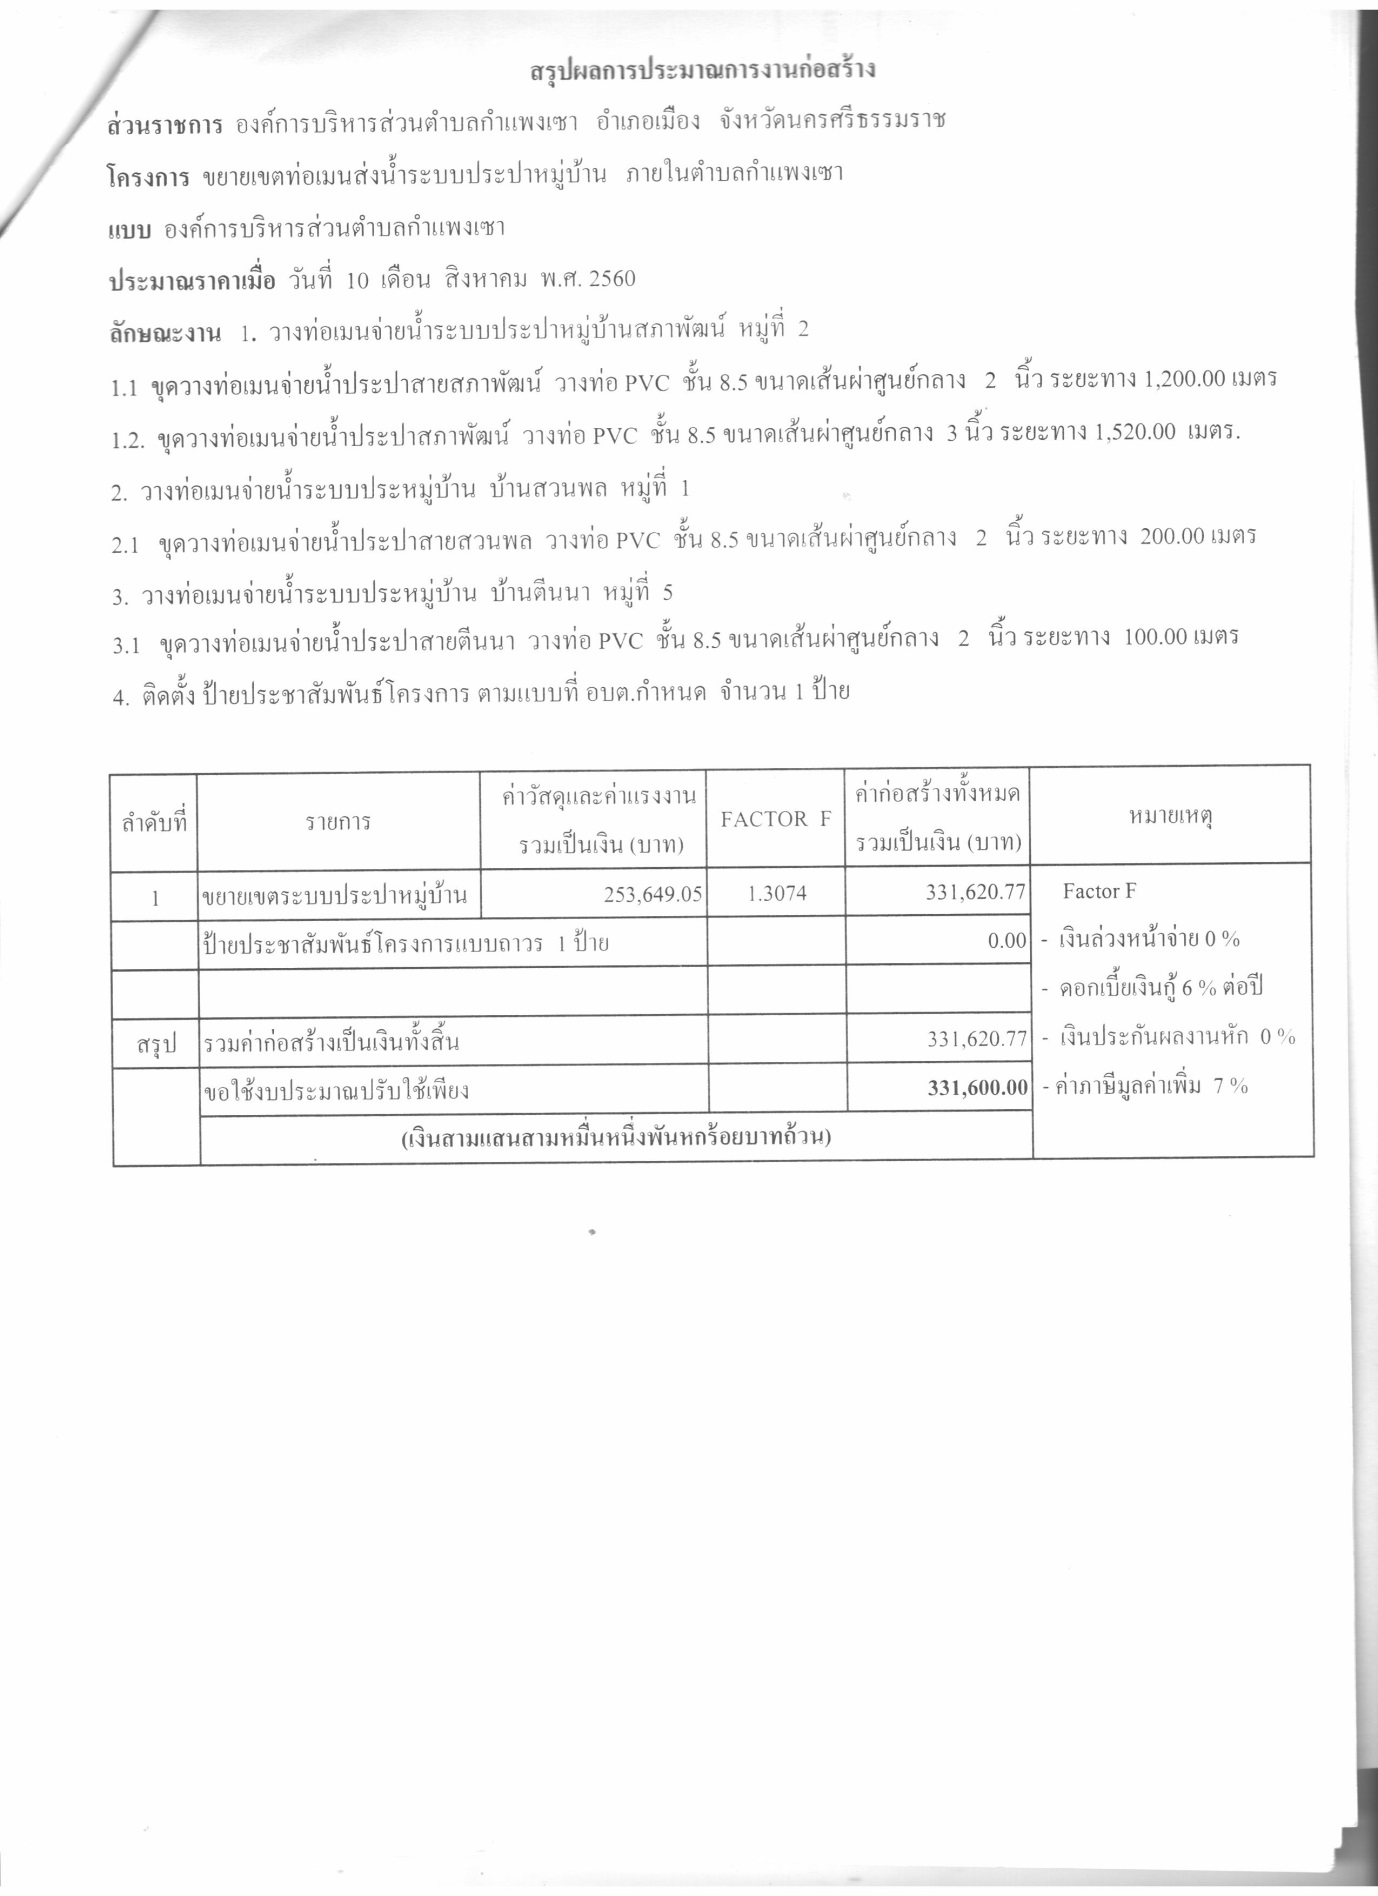 สรุปผลการประมาณการงานก่อสร้าง
ส่วนราชการ องค์การบริหารส่วนตำบลกำแพงเซา อำเภอเมือง จังหวัดนครศรีธรรมราช
โครงการ ขยายเขตท่อเมนส่งน้ำระบบประปาหมู่บ้าน ภายในตำบลกำแพงเซา
แบบ องค์การบริหารส่วนตำบลกำแพงเซา
ประมาณราคาเมื่อ วันที่ 10 เดือน สิงหาคม พ.ศ. 2560
ลักษณะงาน 1. วางท่อเมนจ่ายน้ำระบบประปาหมู่บ้านสภาพัฒน์ หมู่ที่ 2
1.1 ขุดวางท่อเมนจ่ายน้ำประปาสายสภาพัฒน์ วางท่อ PVC ชั้น 8.5 ขนาดเส้นผ่าศูนย์กลาง 2 นิ้ว ระยะทาง 1,200.00 เมตร
1.2. ขุดวางท่อเมนจ่ายน้ำประปาสภาพัฒน์ วางท่อ PVC ชั้น 8.5 ขนาดเส้นผ่าศูนย์กลาง 3 นิ้ว ระยะทาง 1,520.00 เมตร.
2. วางท่อเมนจ่ายน้ำระบบประหมู่บ้าน บ้านสวนพล หมู่ที่ 1
2.1 ขุดวางท่อเมนจ่ายน้ำประปาสายสวนพล วางท่อ PVC ชั้น 8.5 ขนาดเส้นผ่าศูนย์กลาง 2 นิ้ว ระยะทาง 200.00 เมตร
3. วางท่อเมนจ่ายน้ำระบบประหมู่บ้าน บ้านตีนนา หมู่ที่ 5
3.1 ขุดวางท่อเมนจ่ายน้ำประปาสายตีนนา วางท่อ PVC ชั้น 8.5 ขนาดเส้นผ่าศูนย์กลาง 2 นิ้ว ระยะทาง 100.00 เมตร
4. ติดตั้ง ป้ายประชาสัมพันธ์โครงการ ตามแบบที่ อบต.กำหนด จำนวน 1 ป้าย
ลำดับที่ รายการ ค่าวัสดุและค่าแรงงาน รวมเป็นเงิน (บาท) FACTOR F ค่าก่อสร้างทั้งหมด รวมเป็นเงิน (บาท) หมายเหตุ
1 ขยายเขตระบบประปาหมู่บ้าน 253,649.05 1.3074 331,620.77 Factor F
ป้ายประชาสัมพันธ์โครงการแบบถาวร 1 ป้าย 0.00 - เงินล่วงหน้าจ่าย 0 %
- ดอกเบี้ยเงินกู้ 6 % ต่อปี
สรุป รวมค่าก่อสร้างเป็นเงินทั้งสิ้น 331,620.77 - เงินประกันผลงานหัก 0 %
ขอใช้งบประมาณปรับใช้เพียง 331,600.00 - ค่าภาษีมูลค่าเพิ่ม 7 %
(เงินสามแสนสามหมื่นหนึ่งพันหกร้อยบาทถ้วน)